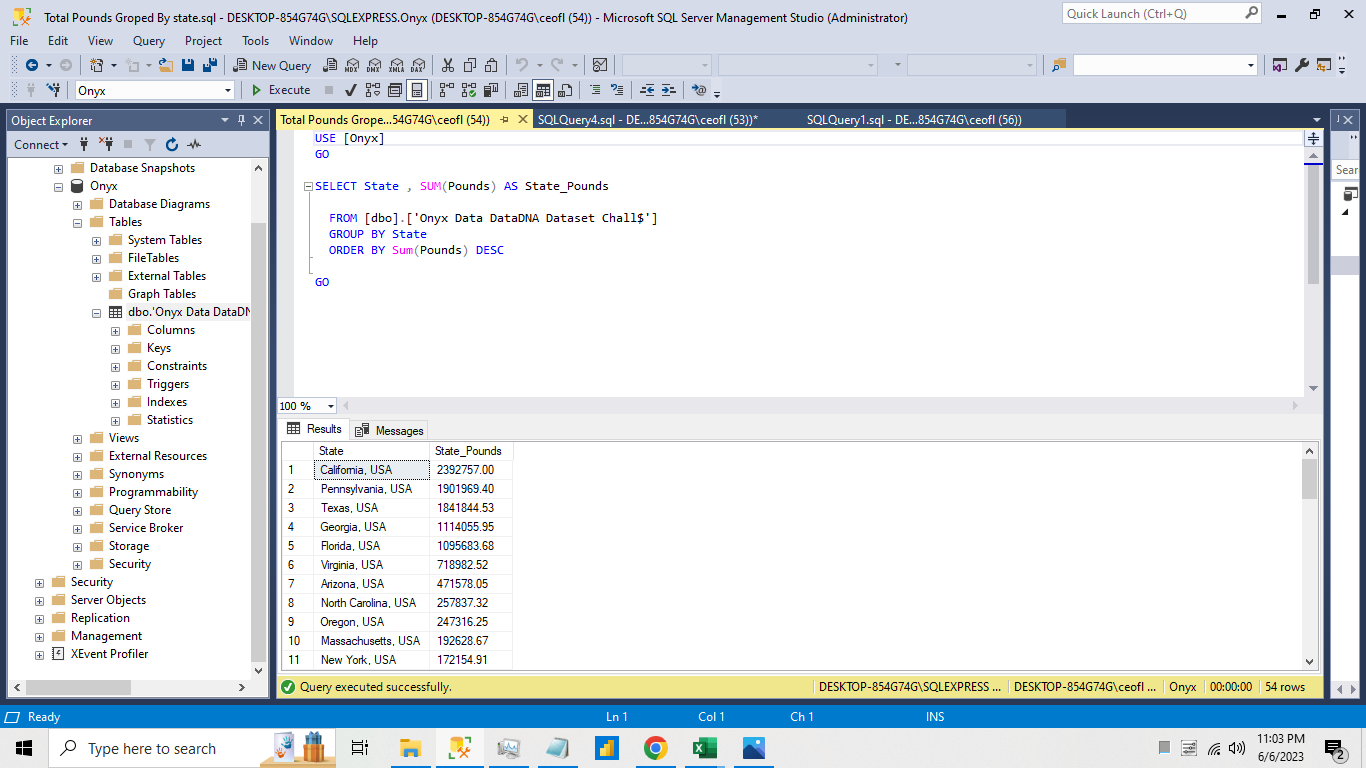 Total Pounds Groped By state.sql - DESKTOP-854G74G\SQLEXPRESS.Onyx (DESKTOP-854G74G\ceofl (54)) - Microsoft SQL Server Management Studio (Administrator)
Quick Launch (Ctrl+Q)
File Edit View Query Project Tools Window Help
New Query
MDX DMX XMLA DAX
Onyx
Execute
Object Explorer
Connect
Database Snapshots
Onyx
Database Diagrams
Tables
System Tables
FileTables
External Tables
Graph Tables
dbo.'Onyx Data DataDN
Columns
Keys
Constraints
Triggers
Indexes
Statistics
Views
External Resources
Synonyms
Programmability
Query Store
Service Broker
Storage
Security
Security
Server Objects
Replication
Management
XEvent Profiler
Total Pounds Grope...54G74G\ceofl (54))
SQLQuery4.sql - DE...854G74G\ceofl (53))*
SQLQuery1.sql - DE...854G74G\ceofl (56))
USE [Onyx]
GO
SELECT State , SUM(Pounds) AS State_Pounds
FROM [dbo].['Onyx Data DataDNA Dataset Chall$']
GROUP BY State
ORDER BY Sum(Pounds) DESC
GO
Sear
100 %
Results Messages
State State_Pounds
1 California, USA 2392757.00
2 Pennsylvania, USA 1901969.40
3 Texas, USA 1841844.53
4 Georgia, USA 1114055.95
5 Florida, USA 1095683.68
6 Virginia, USA 718982.52
7 Arizona, USA 471578.05
8 North Carolina, USA 257837.32
9 Oregon, USA 247316.25
10 Massachusetts, USA 192628.67
11 New York, USA 172154.91
Query executed successfully.
DESKTOP-854G74G\SQLEXPRESS ... DESKTOP-854G74G\ceofl ... Onyx 00:00:00 54 rows
Ready
Ln 1 Col 1 Ch 1 INS
Type here to search
11:03 PM
6/6/2023
2